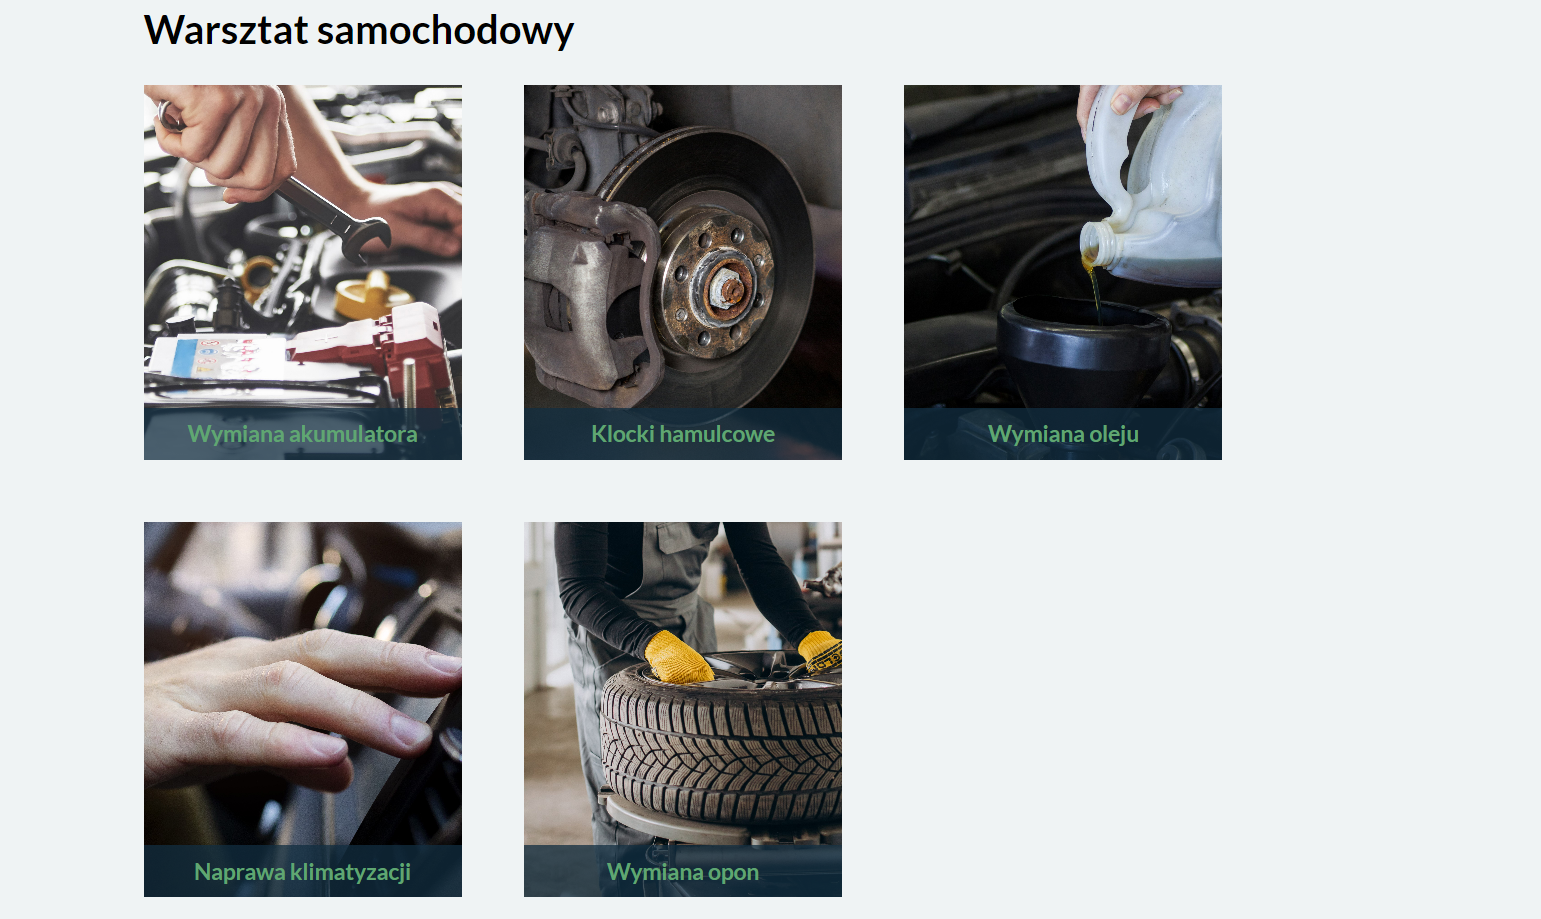 Warsztat samochodowy
Wymiana akumulatora
Klocki hamulcowe
Wymiana oleju
Naprawa klimatyzacji
Wymiana opon